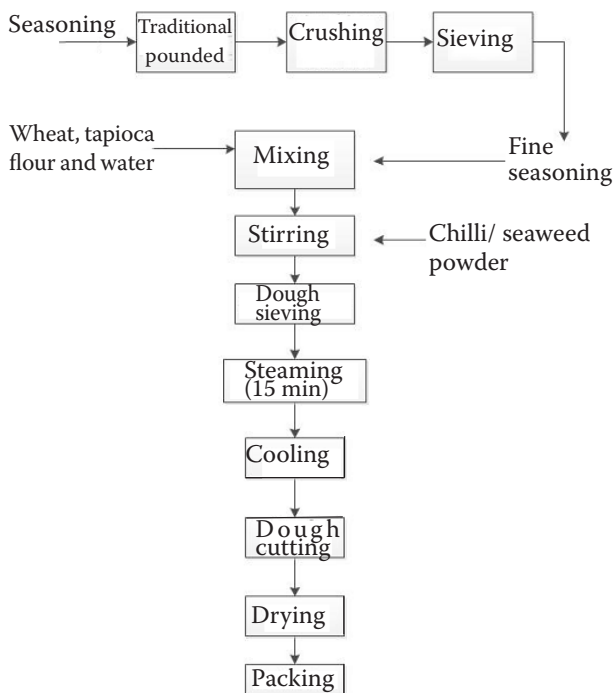 Seasoning
Traditional
pounded
Crushing
Sieving
Wheat, tapioca
flour and water
Mixing
Fine
seasoning
Stirring
Chilli/ seaweed
powder
Dough
sieving
Steaming
(15 min)
Cooling
Dough
cutting
Drying
Packing